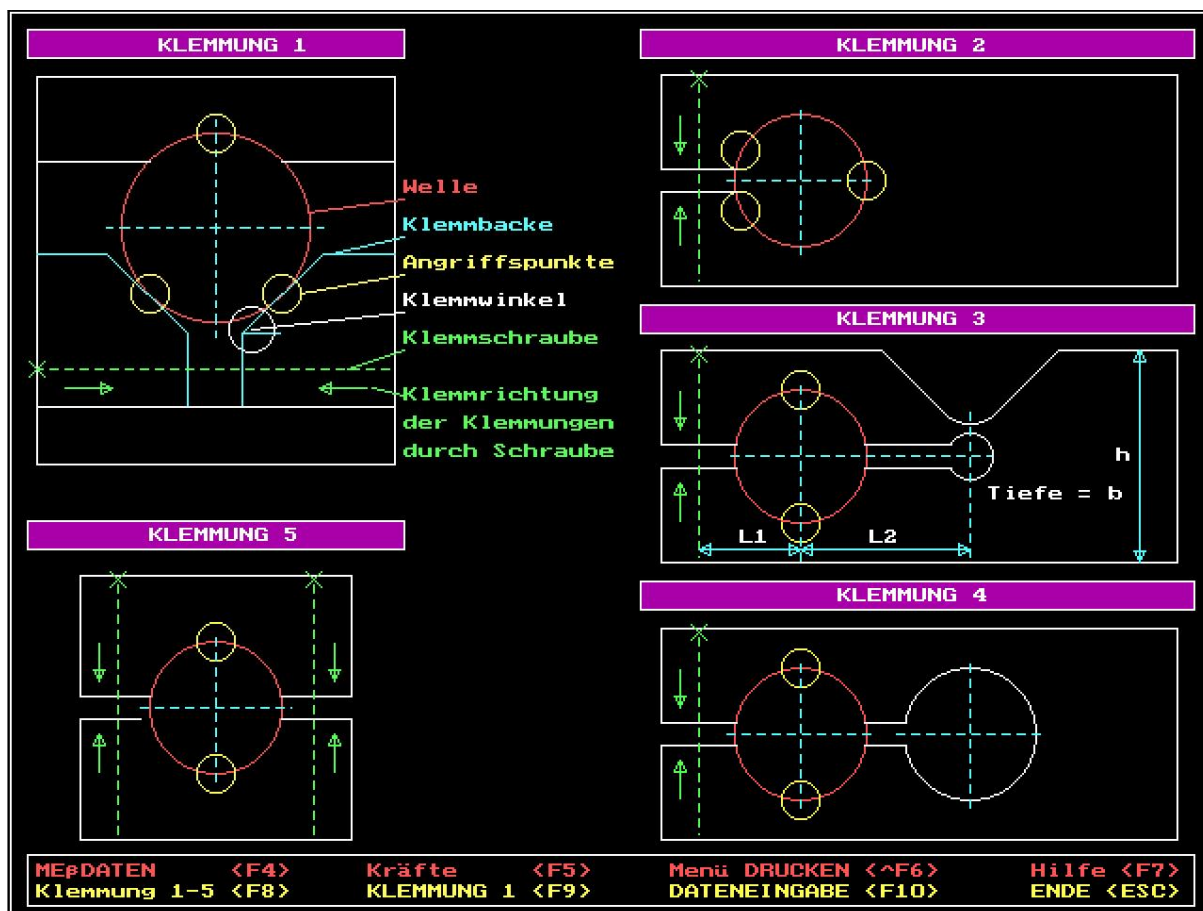 KLEMMUNG 1
Welle
Klemmbacke
Angriffspunkte
Klemmwinkel
Klemmschraube
Klemmrichtung
der Klemmungen
durch Schraube
KLEMMUNG 2
KLEMMUNG 3
h
Tiefe = b
L1 L2
KLEMMUNG 5
KLEMMUNG 4
MEβDATEN <F4> Kräfte <F5> Menü DRUCKEN <^F6> Hilfe <F7>
Klemmung 1-5 <F8> KLEMMUNG 1 <F9> DATENEINGABE <F10> ENDE <ESC>